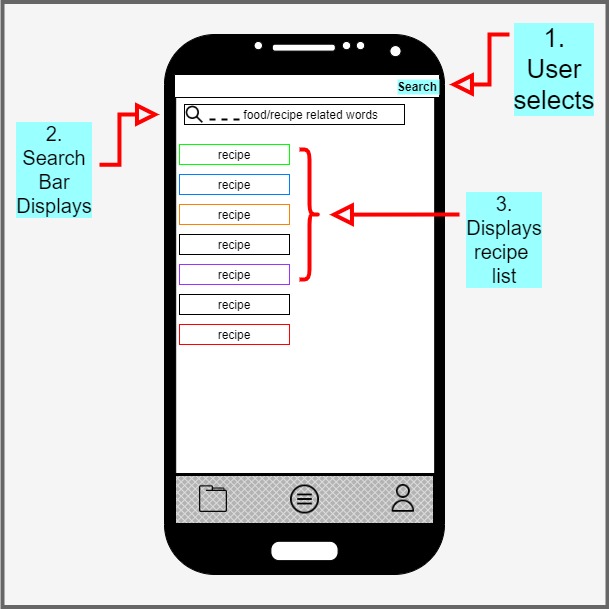 1.
User
selects
Search
food/recipe related words
2.
Search
Bar
Displays
recipe
recipe
recipe
recipe
recipe
recipe
recipe
3.
Displays
recipe
list